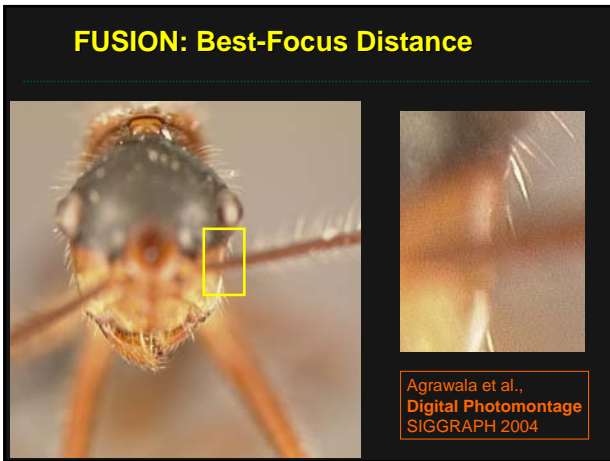 FUSION: Best-Focus Distance
Agrawala et al.,
Digital Photomontage
SIGGRAPH 2004